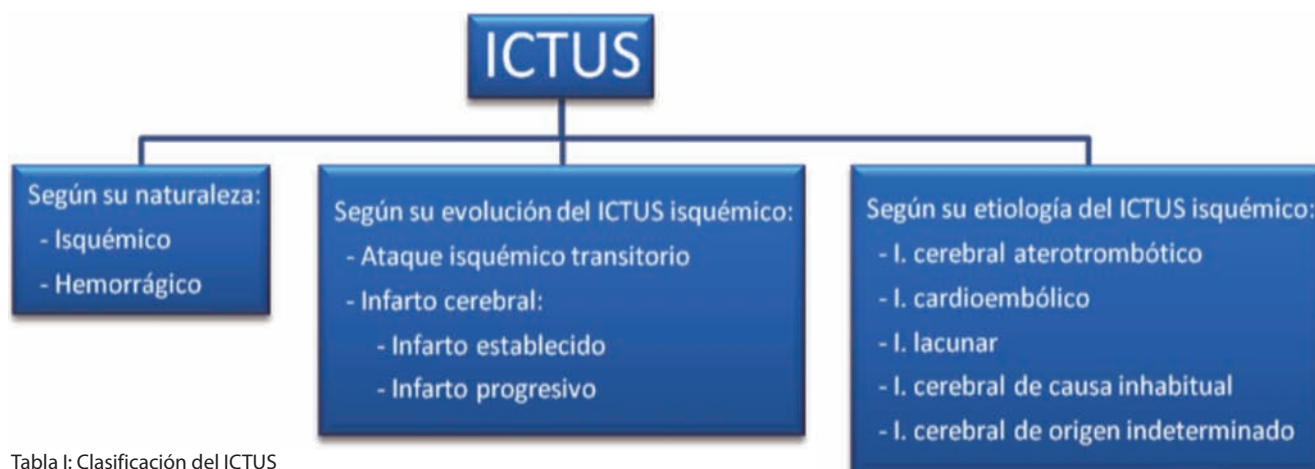 ICTUS
Según su naturaleza:
- Isquémico
- Hemorrágico
Según su evolución del ICTUS isquémico:
- Ataque isquémico transitorio
- Infarto cerebral:
- Infarto establecido
- Infarto progresivo
Según su etiología del ICTUS isquémico:
- I. cerebral aterotrombótico
- I. cardioembólico
- I. lacunar
- I. cerebral de causa inhabitual
- I. cerebral de origen indeterminado
Tabla I: Clasificación del ICTUS